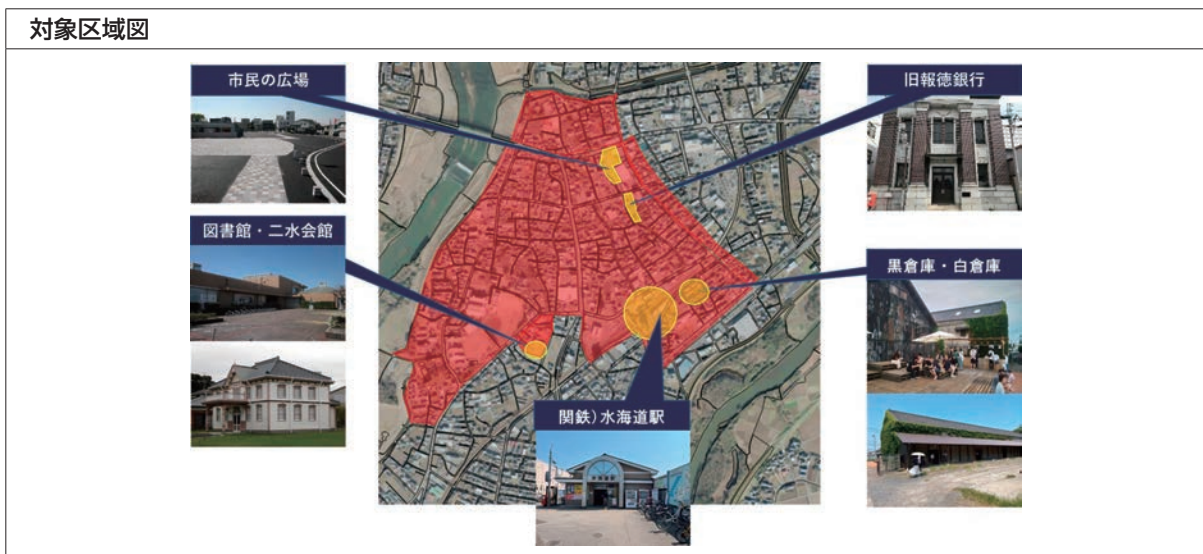 対象区域図
市民の広場
旧報徳銀行
図書館・二水会館
黒倉庫・白倉庫
関鉄）水海道駅